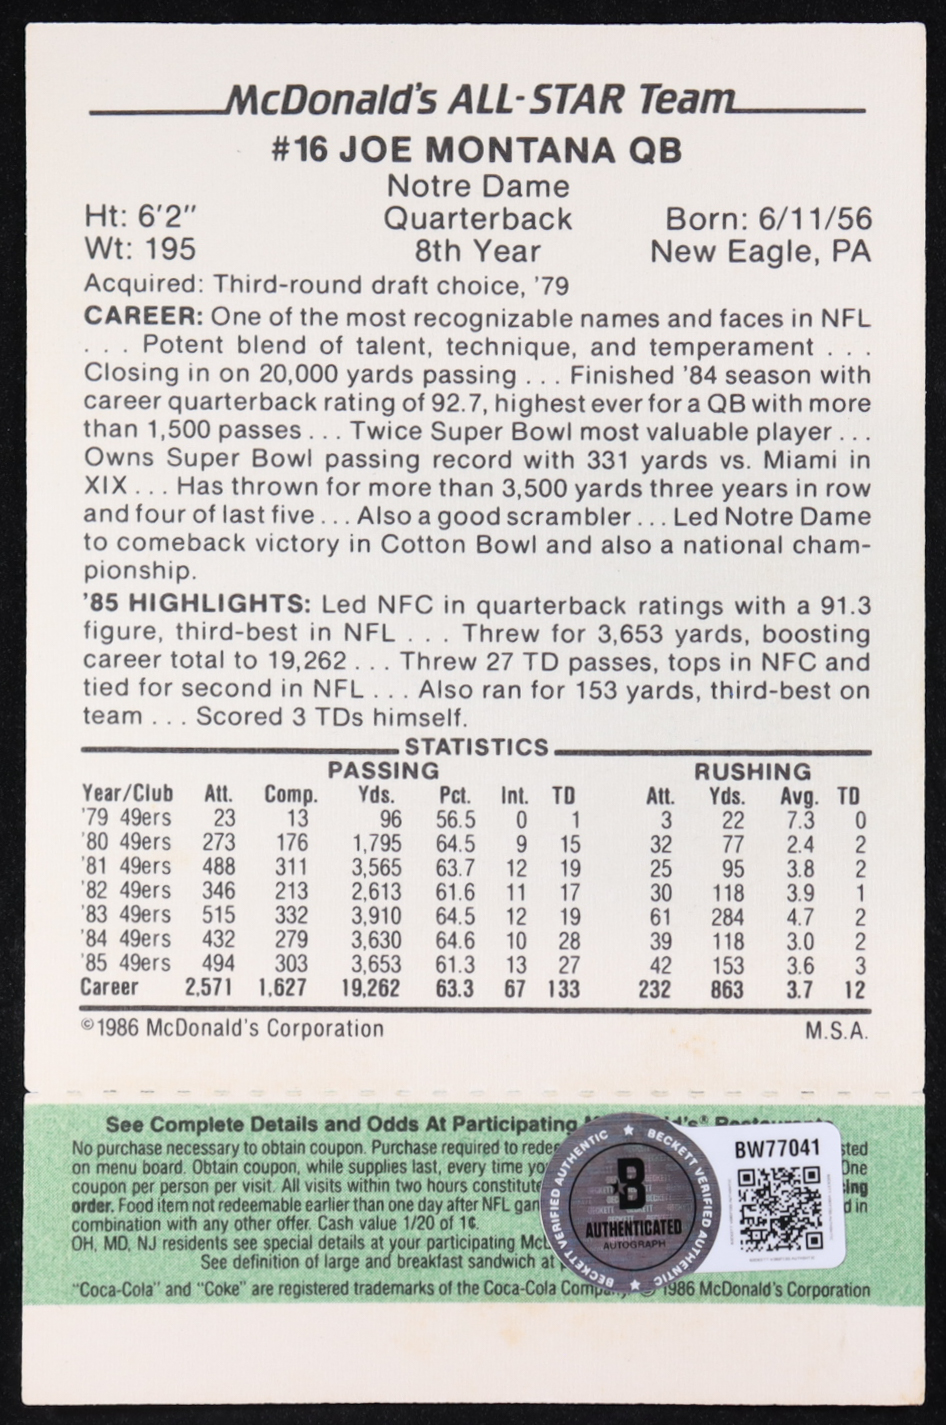 McDonald's ALL-STAR Team
#16 JOE MONTANA QB
Notre Dame
Ht: 6'2" Quarterback Born: 6/11/56
Wt: 195 8th Year New Eagle, PA
Acquired: Third-round draft choice, '79
CAREER: One of the most recognizable names and faces in NFL
. . . Potent blend of talent, technique, and temperament . . .
Closing in on 20,000 yards passing . . . Finished '84 season with
career quarterback rating of 92.7, highest ever for a QB with more
than 1,500 passes . . . Twice Super Bowl most valuable player . . .
Owns Super Bowl passing record with 331 yards vs. Miami in
XIX . . . Has thrown for more than 3,500 yards three years in row
and four of last five . . . Also a good scrambler . . . Led Notre Dame
to comeback victory in Cotton Bowl and also a national cham-
pionship.
'85 HIGHLIGHTS: Led NFC in quarterback ratings with a 91.3
figure, third-best in NFL . . . Threw for 3,653 yards, boosting
career total to 19,262 . . . Threw 27 TD passes, tops in NFC and
tied for second in NFL . . . Also ran for 153 yards, third-best on
team . . . Scored 3 TDs himself.
STATISTICS
PASSING RUSHING
Year/Club Att. Comp. Yds. Pct. Int. TD Att. Yds. Avg. TD
'79 49ers 23 13 96 56.5 0 1 3 22 7.3 0
'80 49ers 273 176 1,795 64.5 9 15 32 77 2.4 2
'81 49ers 488 311 3,565 63.7 12 19 25 95 3.8 2
'82 49ers 346 213 2,613 61.6 11 17 30 118 3.9 1
'83 49ers 515 332 3,910 64.5 12 19 61 284 4.7 2
'84 49ers 432 279 3,630 64.6 10 28 39 118 3.0 2
'85 49ers 494 303 3,653 61.3 13 27 42 153 3.6 3
Career 2,571 1,627 19,262 63.3 67 133 232 863 3.7 12
©1986 McDonald's Corporation M.S.A.
See Complete Details and Odds At Participating
No purchase necessary to obtain coupon. Purchase required to
on menu board. Obtain coupon, while supplies last, every time One
coupon per person per visit. All visits within two hours constitute
order. Food item not redeemable earlier than one day after NFL in
combination with any other offer. Cash value 1/20 of 1¢.
OH, MD, NJ residents see special details at your participating
See definition of large and breakfast sandwich at
"Coca-Cola" and "Coke" are registered trademarks of the Coca-Cola Company. © 1986 McDonald's Corporation
BECKETT VERIFIED AUTHENTIC
BECKETT VERIFIED AUTHENTIC
B
AUTHENTICATED
AUTOGRAPH
BW77041